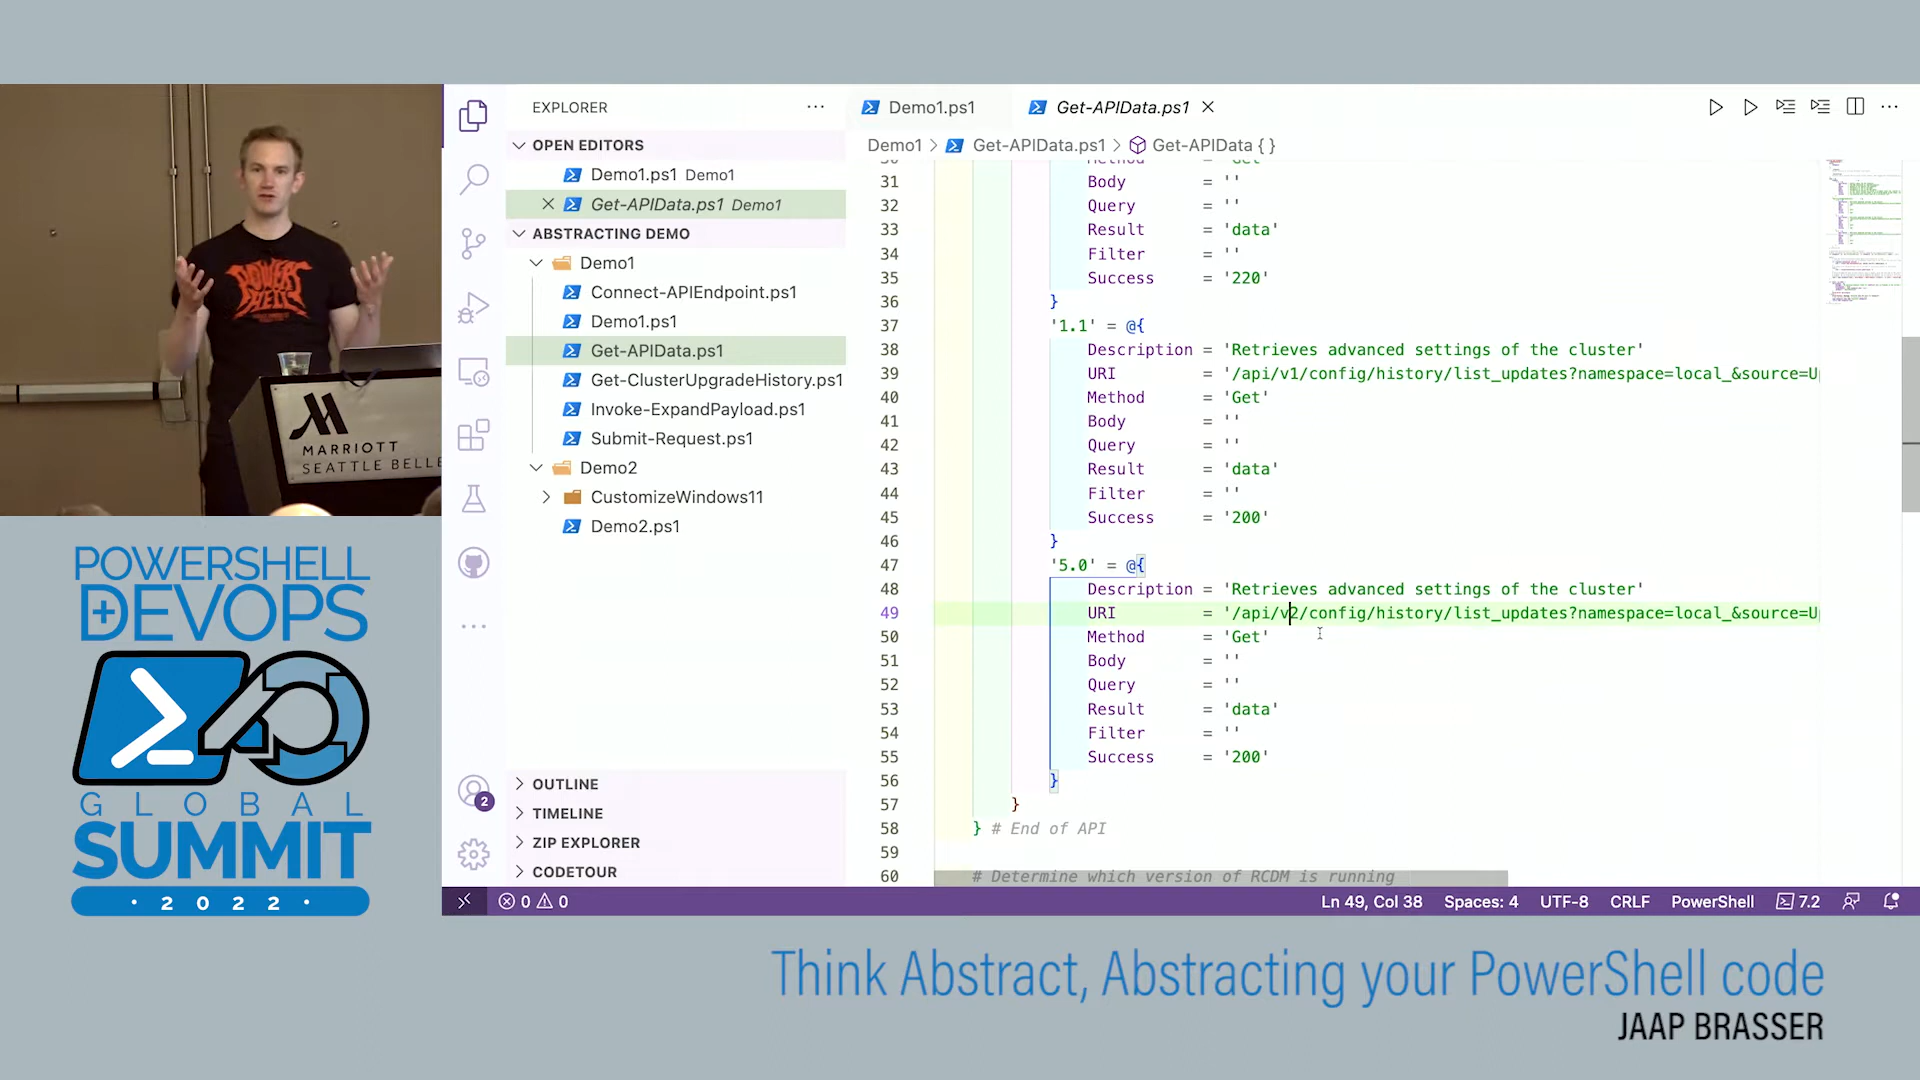 POWER
SHELL
MARRIOTT
SEATTLE BELLE
POWERSHELL
DEVOPS
GLOBAL
SUMMIT
· 2022 ·
EXPLORER
OPEN EDITORS
Demo1.ps1 Demo1
Get-APIData.ps1 Demo1
ABSTRACTING DEMO
Demo1
Connect-APIEndpoint.ps1
Demo1.ps1
Get-APIData.ps1
Get-ClusterUpgradeHistory.ps1
Invoke-ExpandPayload.ps1
Submit-Request.ps1
Demo2
CustomizeWindows11
Demo2.ps1
OUTLINE
TIMELINE
ZIP EXPLORER
CODETOUR
2
Demo1.ps1 Get-APIData.ps1
Demo1 > Get-APIData.ps1 > Get-APIData { }
30 Method = 'Get'
31 Body = ''
32 Query = ''
33 Result = 'data'
34 Filter = ''
35 Success = '220'
36 }
37 '1.1' = @{
38 Description = 'Retrieves advanced settings of the cluster'
39 URI = '/api/v1/config/history/list_updates?namespace=local_&source=U
40 Method = 'Get'
41 Body = ''
42 Query = ''
43 Result = 'data'
44 Filter = ''
45 Success = '200'
46 }
47 '5.0' = @{
48 Description = 'Retrieves advanced settings of the cluster'
49 URI = '/api/v2/config/history/list_updates?namespace=local_&source=U
50 Method = 'Get'
51 Body = ''
52 Query = ''
53 Result = 'data'
54 Filter = ''
55 Success = '200'
56 }
57 }
58 } # End of API
59
60 # Determine which version of RCDM is running
0 0 Ln 49, Col 38 Spaces: 4 UTF-8 CRLF PowerShell 7.2
Think Abstract, Abstracting your PowerShell code
JAAP BRASSER